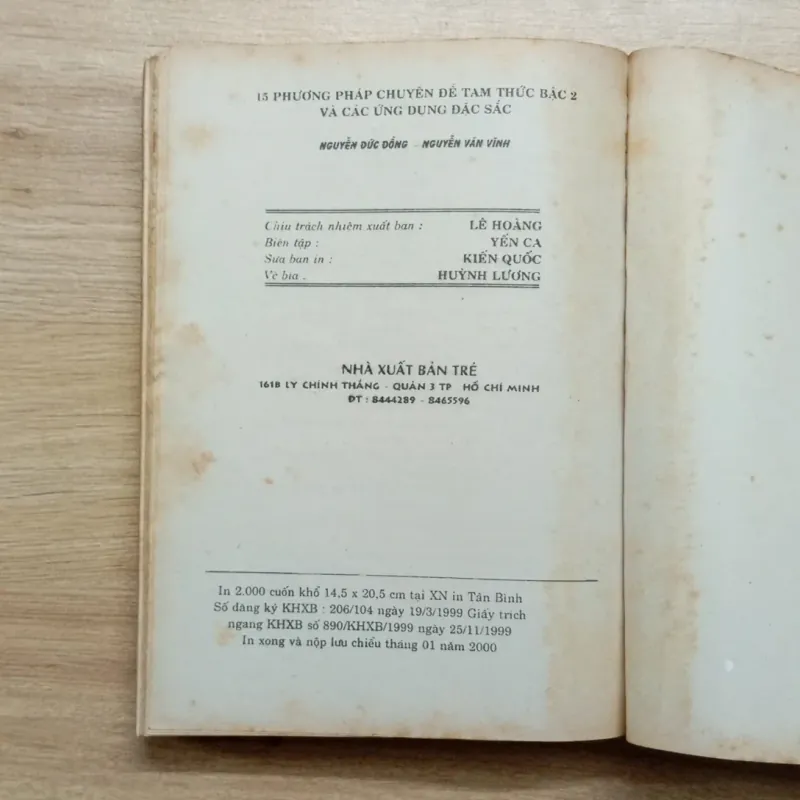 15 PHƯƠNG PHÁP CHUYÊN ĐỀ TAM THỨC BẬC 2
VÀ CÁC ỨNG DỤNG ĐẶC SẮC
NGUYỄN ĐỨC ĐỒNG - NGUYỄN VĂN VĨNH
Chịu trách nhiệm xuất bản : LÊ HOÀNG
Biên tập : YẾN CA
Sửa bản in : KIẾN QUỐC
Vẽ bìa : HUỲNH LƯƠNG
NHÀ XUẤT BẢN TRẺ
161B LÝ CHÍNH THẮNG - QUẬN 3 TP HỒ CHÍ MINH
ĐT : 8444289 - 8465596
In 2.000 cuốn khổ 14,5 x 20,5 cm tại XN in Tân Bình
Số đăng ký KHXB : 206/104 ngày 19/3/1999 Giấy trích
ngang KHXB số 890/KHXB/1999 ngày 25/11/1999
In xong và nộp lưu chiểu tháng 01 năm 2000